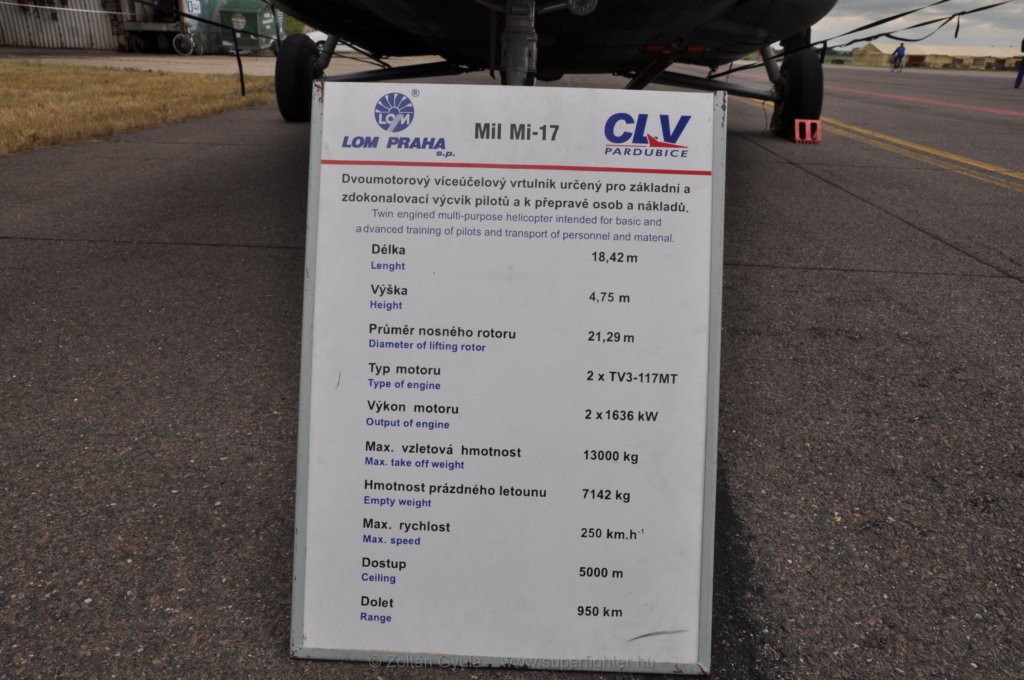 LOM
®
LOM PRAHA
s.p.
Mil Mi-17
CLV
PARDUBICE
Dvoumotorový víceúčelový vrtulník určený pro základní a
zdokonalovací výcvik pilotů a k přepravě osob a nákladů.
Twin engined multi-purpose helicopter intended for basic and
advanced training of pilots and transport of personnel and material.
Délka 18,42 m
Lenght
Výška 4,75 m
Height
Průměr nosného rotoru 21,29 m
Diameter of lifting rotor
Typ motoru 2 x TV3-117MT
Type of engine
Výkon motoru 2 x 1636 kW
Output of engine
Max. vzletová hmotnost 13000 kg
Max. take off weight
Hmotnost prázdného letounu 7142 kg
Empty weight
Max. rychlost 250 km.h⁻¹
Max. speed
Dostup 5000 m
Ceiling
Dolet 950 km
Range
© Zoltán Gyula - www.superfighter.hu